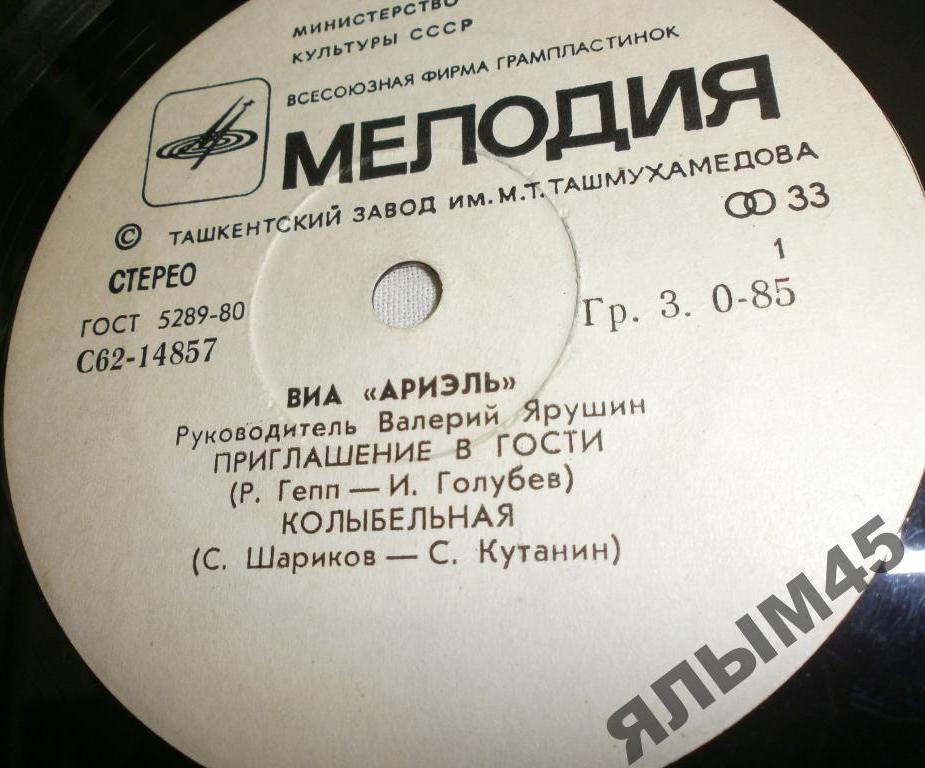 МИНИСТЕРСТВО
КУЛЬТУРЫ СССР
ВСЕСОЮЗНАЯ ФИРМА ГРАМПЛАСТИНОК
МЕЛОДИЯ
© ТАШКЕНТСКИЙ ЗАВОД ИМ. М.Т. ТАШМУХАМЕДОВА
СТЕРЕО
33
ГОСТ 5289-80
1
С62-14857
Гр. 3. 0-85
ВИА «АРИЭЛЬ»
Руководитель Валерий Ярушин
ПРИГЛАШЕНИЕ В ГОСТИ
(Р. Гепп — И. Голубев)
КОЛЫБЕЛЬНАЯ
(С. Шариков — С. Кутанин)
ЯЛЫМ45